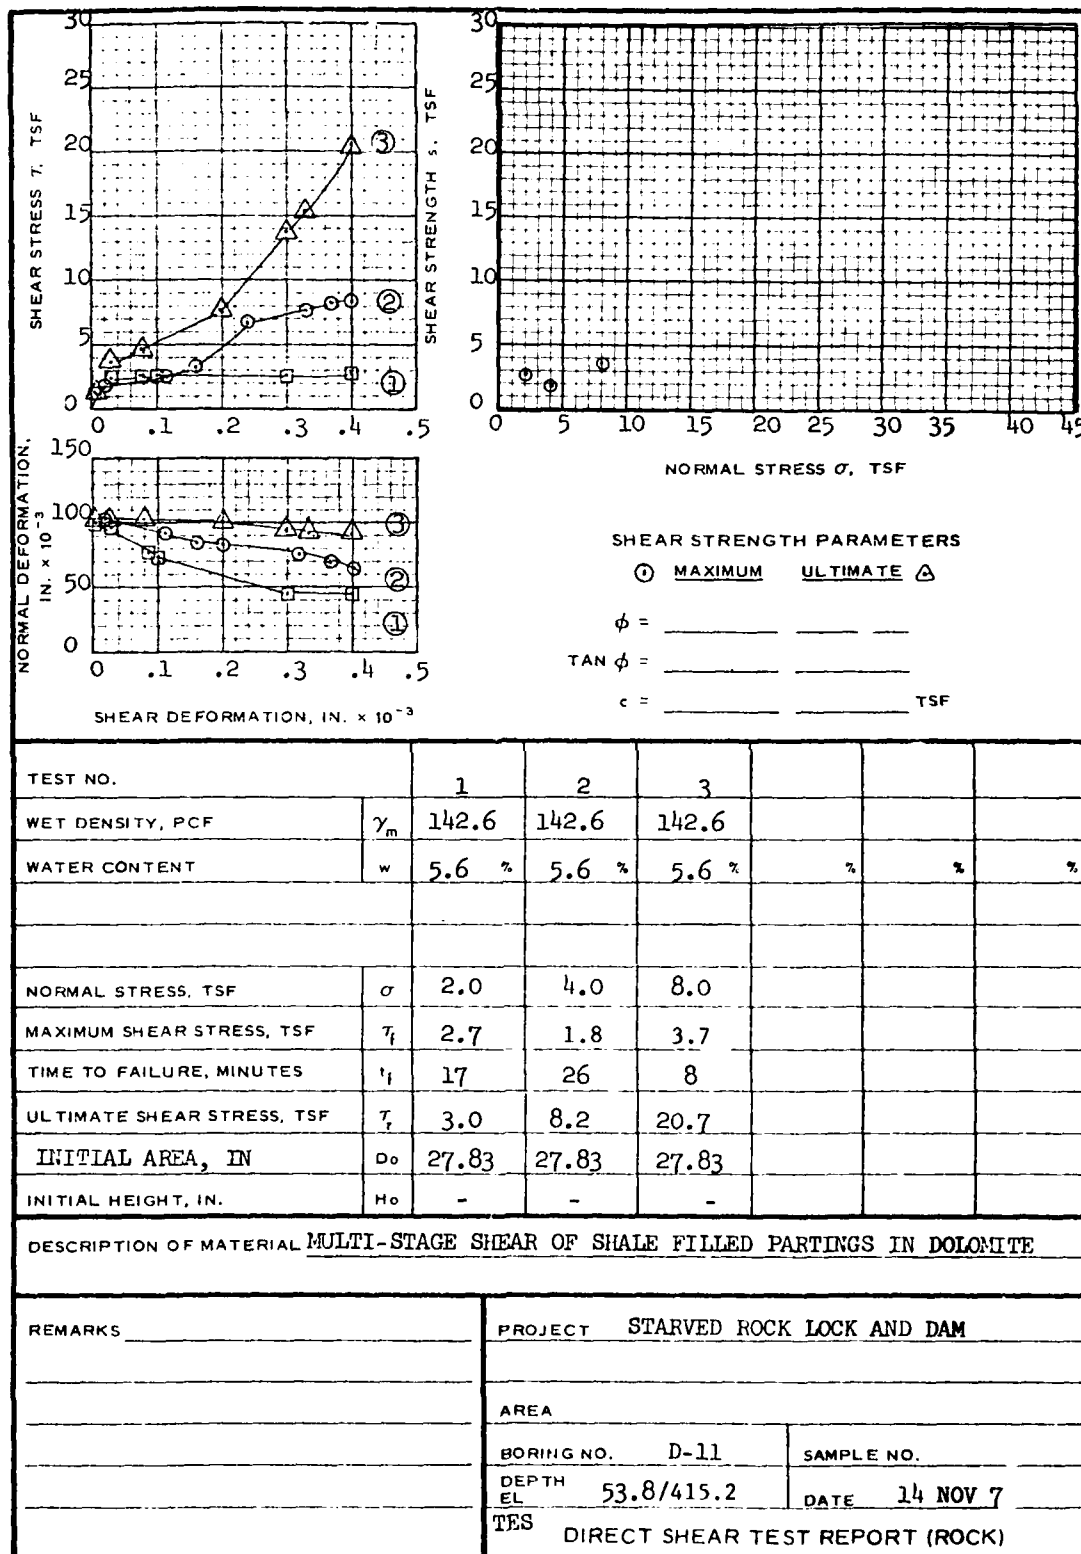 SHEAR STRESS τ, TSF
30
25
20
15
10
5
0
0 .1 .2 .3 .4 .5
③
②
①
SHEAR STRENGTH s, TSF
30
25
20
15
10
5
0
0 5 10 15 20 25 30 35 40 45
NORMAL STRESS σ, TSF
NORMAL DEFORMATION, IN. × 10⁻³
150
100
50
0
0 .1 .2 .3 .4 .5
③
②
①
SHEAR DEFORMATION, IN. × 10⁻³
SHEAR STRENGTH PARAMETERS
⊙ MAXIMUM ULTIMATE △
φ =
TAN φ =
c = TSF
TEST NO. 1 2 3
WET DENSITY, PCF γm 142.6 142.6 142.6
WATER CONTENT w 5.6 % 5.6 % 5.6 % % % %
NORMAL STRESS, TSF σ 2.0 4.0 8.0
MAXIMUM SHEAR STRESS, TSF τf 2.7 1.8 3.7
TIME TO FAILURE, MINUTES tf 17 26 8
ULTIMATE SHEAR STRESS, TSF τr 3.0 8.2 20.7
INITIAL AREA, IN Do 27.83 27.83 27.83
INITIAL HEIGHT, IN. Ho - - -
DESCRIPTION OF MATERIAL MULTI-STAGE SHEAR OF SHALE FILLED PARTINGS IN DOLOMITE
REMARKS
PROJECT STARVED ROCK LOCK AND DAM
AREA
BORING NO. D-11 SAMPLE NO.
DEPTH EL 53.8/415.2 DATE 14 NOV 7
TES DIRECT SHEAR TEST REPORT (ROCK)